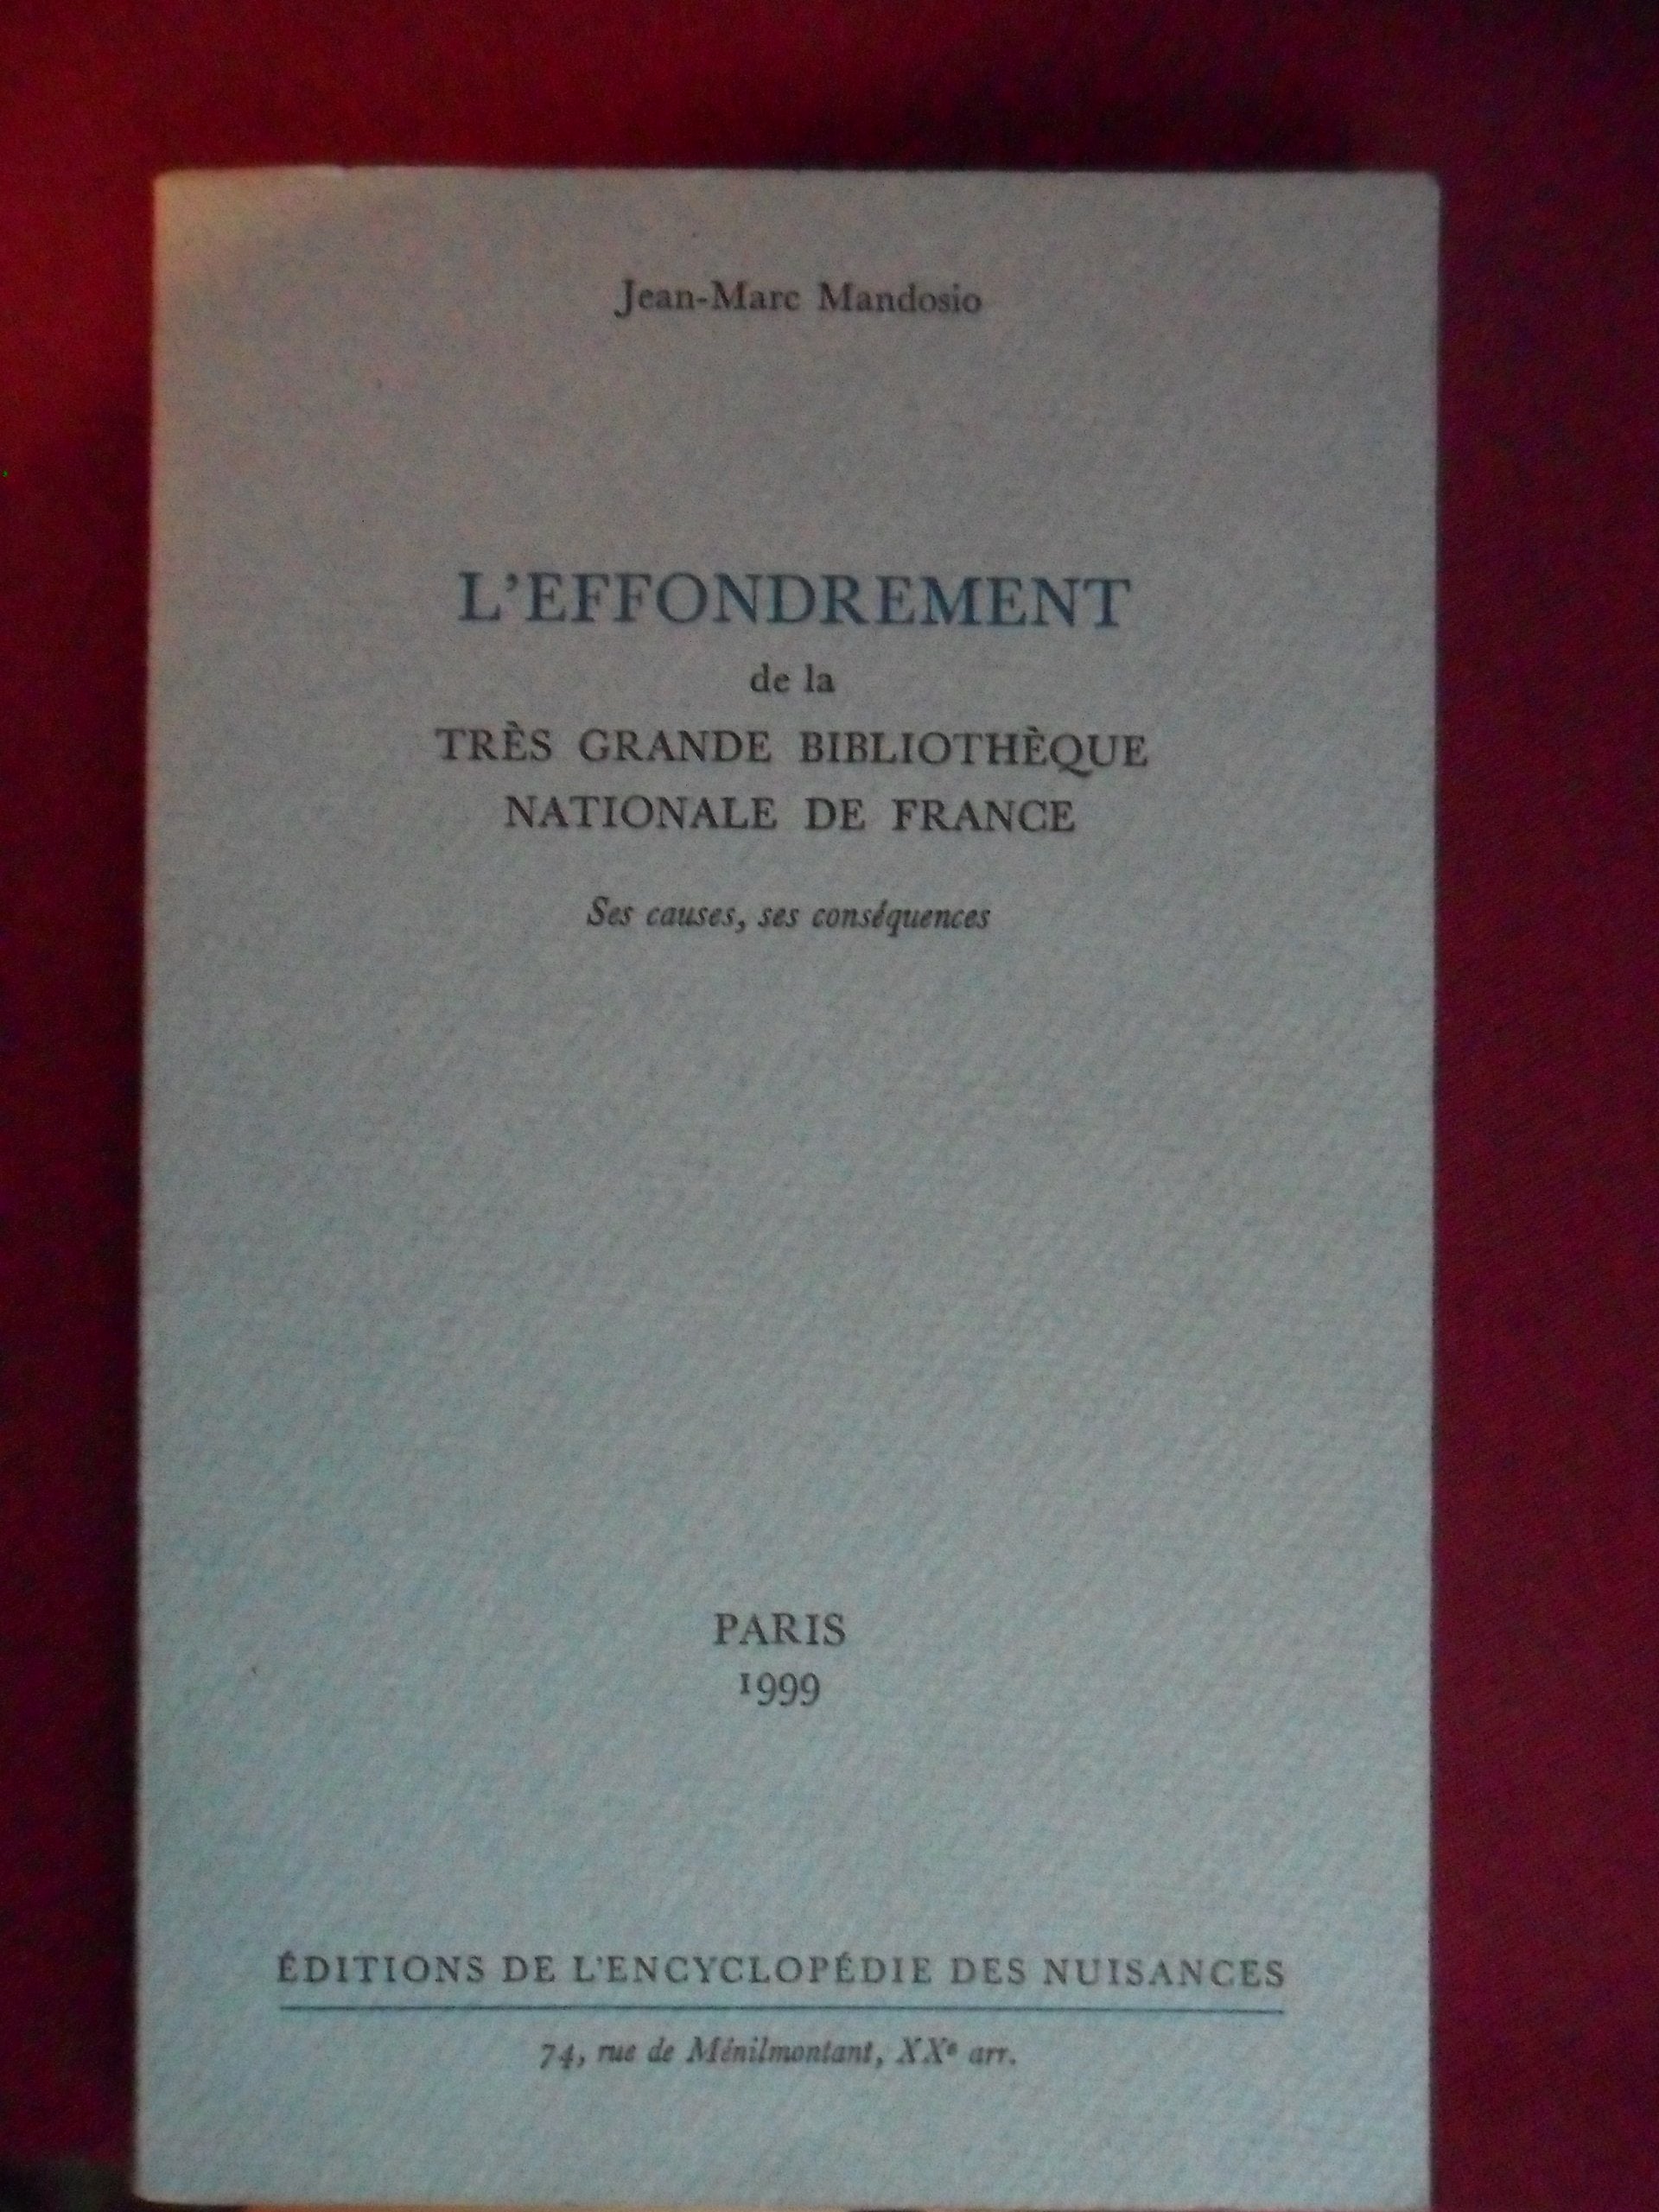 Jean-Marc Mandosio
L'EFFONDREMENT
de la
TRÈS GRANDE BIBLIOTHÈQUE
NATIONALE DE FRANCE
Ses causes, ses conséquences
PARIS
1999
ÉDITIONS DE L'ENCYCLOPÉDIE DES NUISANCES
74, rue de Ménilmontant, XXe arr.